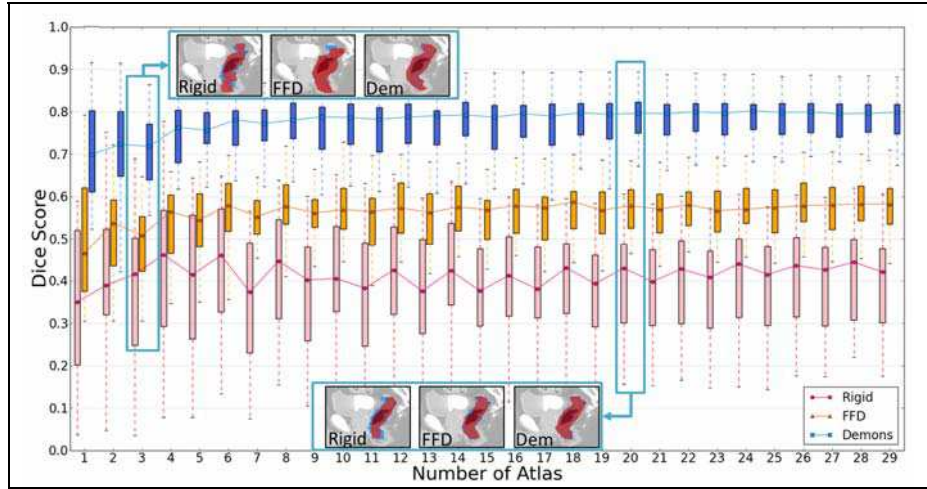 1.0
0.9
0.8
0.7
0.6
0.5
0.4
0.3
0.2
0.1
0.0
Dice Score
Rigid FFD Dem
Rigid FFD Dem
Rigid
FFD
Demons
1 2 3 4 5 6 7 8 9 10 11 12 13 14 15 16 17 18 19 20 21 22 23 24 25 26 27 28 29
Number of Atlas